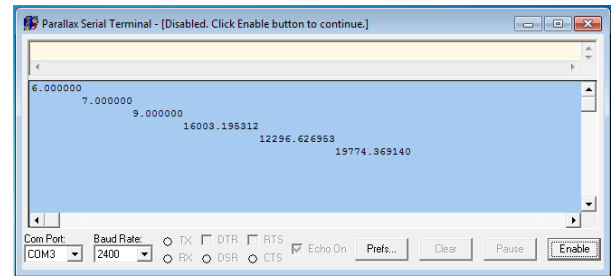 Parallax Serial Terminal - [Disabled. Click Enable button to continue.]
6.000000
7.000000
9.000000
16003.195312
12296.626953
19774.369140
Com Port: Baud Rate: TX DTR RTS
COM3 2400 RX DSR CTS Echo On Prefs... Clear Pause Enable